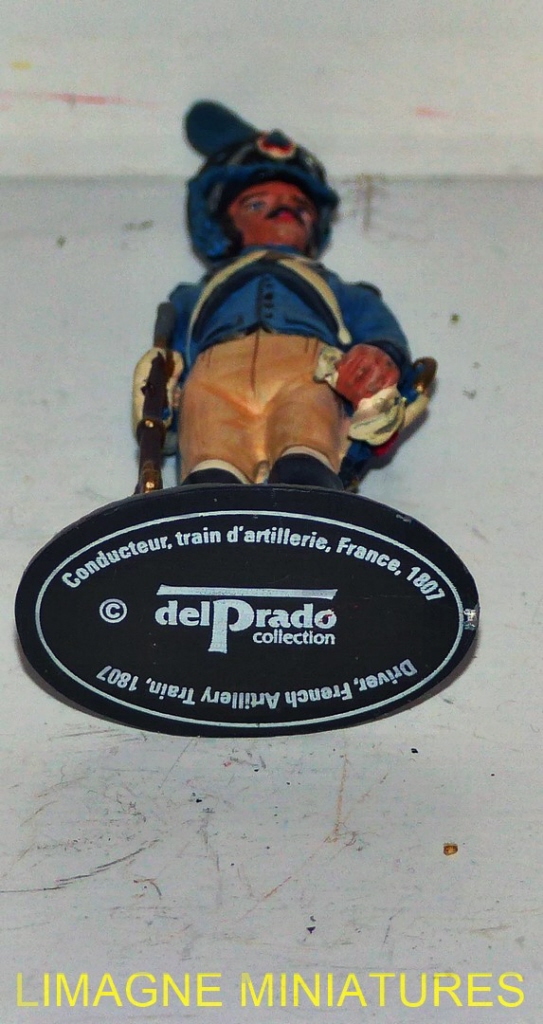 Conducteur, train d'artillerie, France, 1807
© delPrado
collection
Driver, French Artillery Train, 1807
LIMAGNE MINIATURES